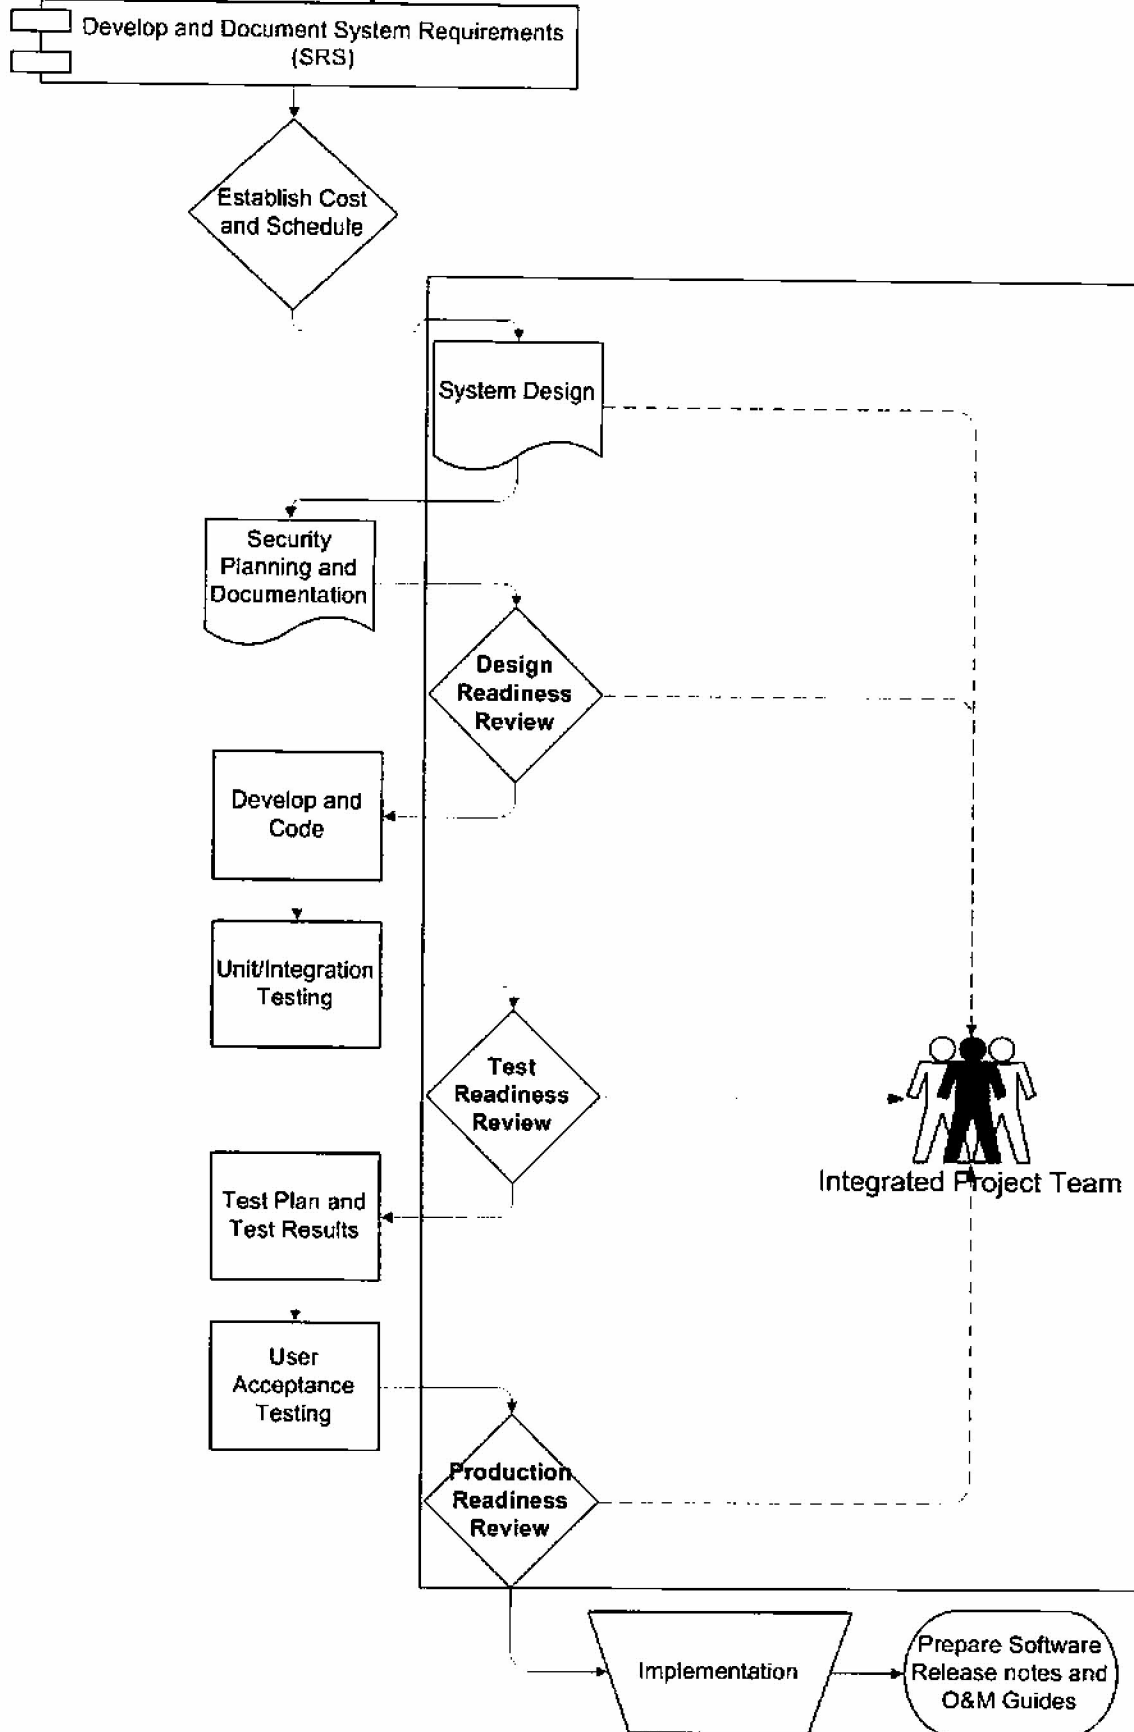 Develop and Document System Requirements
(SRS)
Establish Cost
and Schedule
System Design
Security
Planning and
Documentation
Design
Readiness
Review
Develop and
Code
Unit/Integration
Testing
Test
Readiness
Review
Integrated Project Team
Test Plan and
Test Results
User
Acceptance
Testing
Production
Readiness
Review
Implementation
Prepare Software
Release notes and
O&M Guides